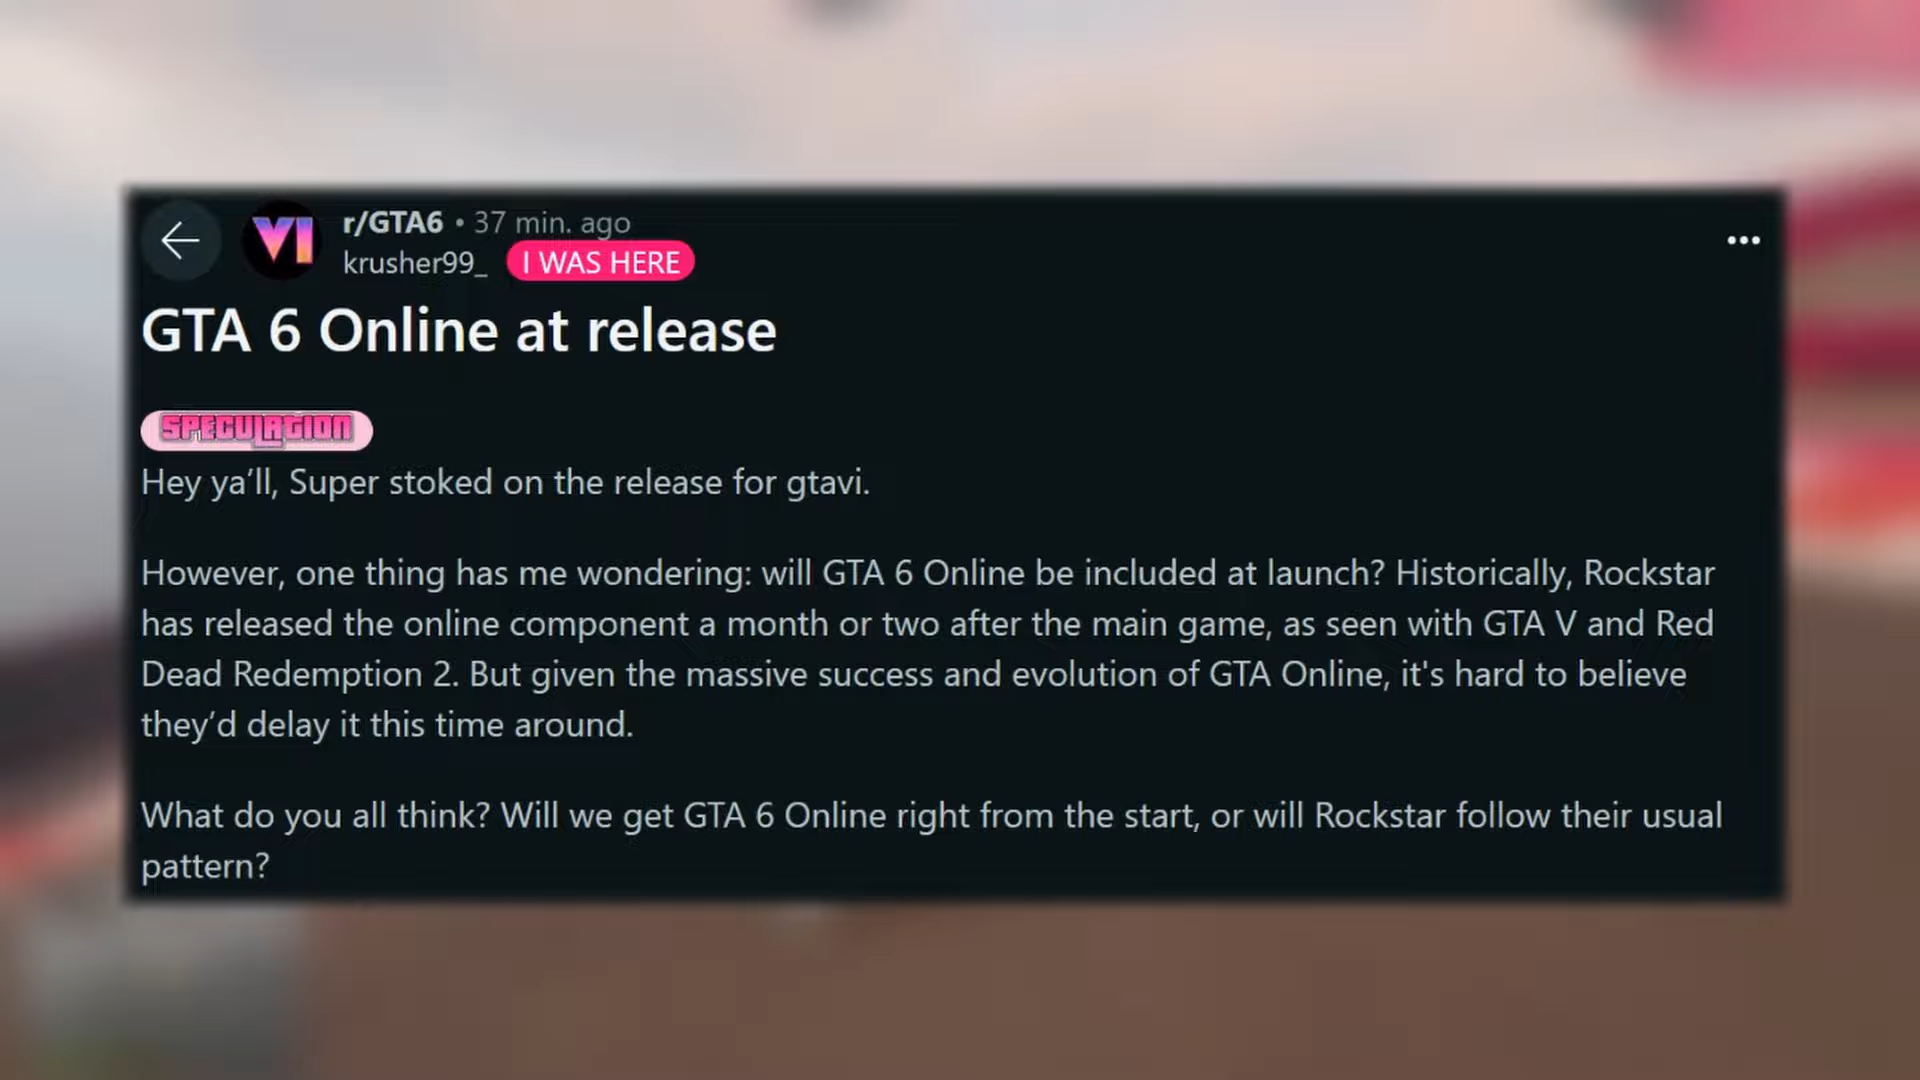 r/GTA6 • 37 min. ago
krusher99_ I WAS HERE
VI
GTA 6 Online at release
SPECULATION
Hey ya’ll, Super stoked on the release for gtavi.
However, one thing has me wondering: will GTA 6 Online be included at launch? Historically, Rockstar
has released the online component a month or two after the main game, as seen with GTA V and Red
Dead Redemption 2. But given the massive success and evolution of GTA Online, it's hard to believe
they’d delay it this time around.
What do you all think? Will we get GTA 6 Online right from the start, or will Rockstar follow their usual
pattern?